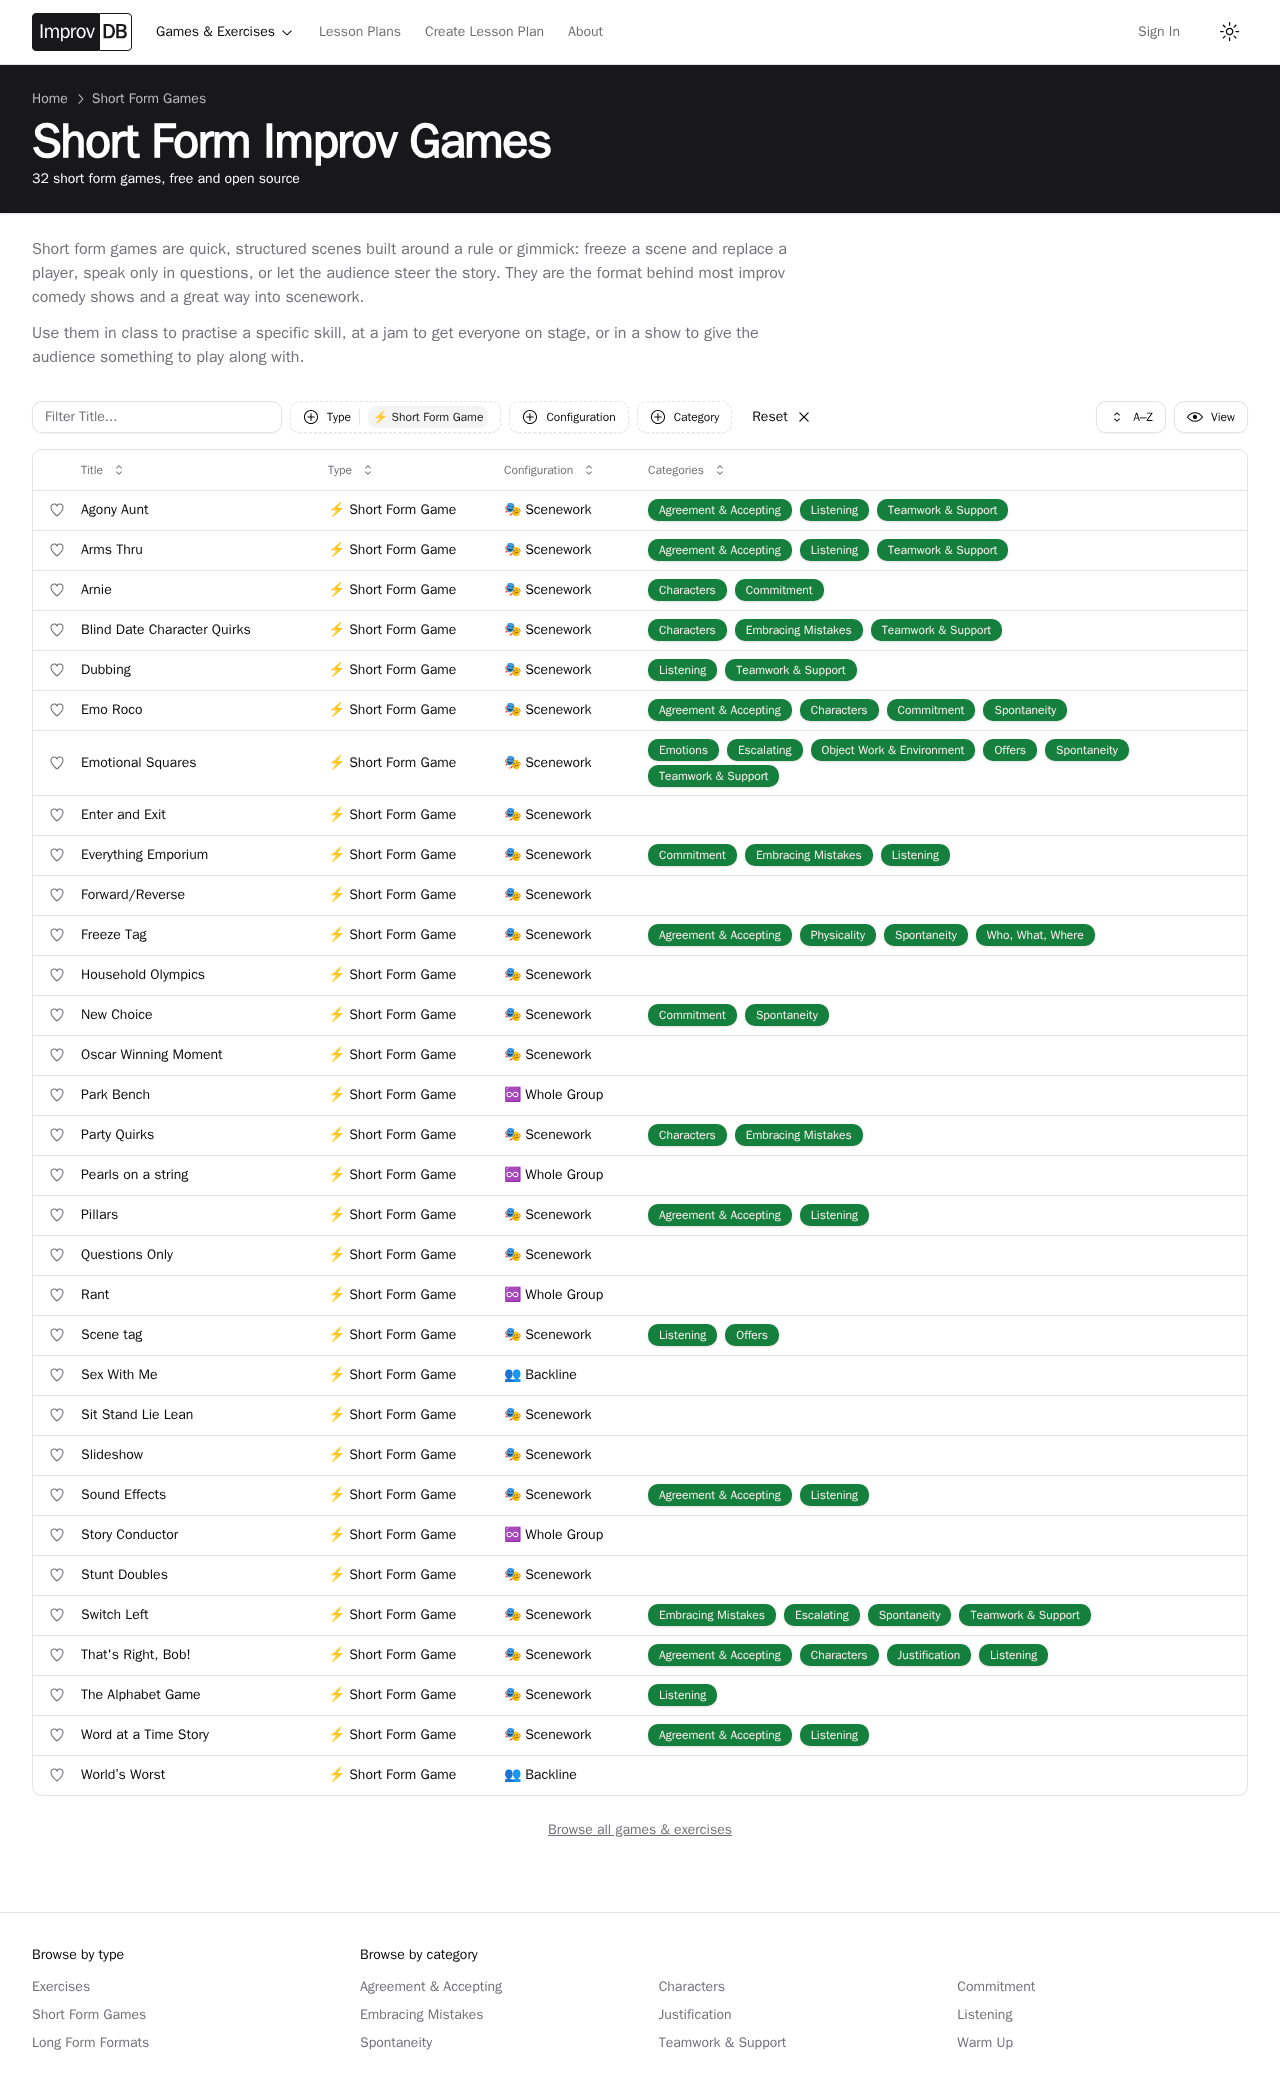 Improv DB Games & Exercises Lesson Plans Create Lesson Plan About Sign In
Home Short Form Games
Short Form Improv Games
32 short form games, free and open source
Short form games are quick, structured scenes built around a rule or gimmick: freeze a scene and replace a
player, speak only in questions, or let the audience steer the story. They are the format behind most improv
comedy shows and a great way into scenework.
Use them in class to practise a specific skill, at a jam to get everyone on stage, or in a show to give the
audience something to play along with.
Filter Title... Type ⚡ Short Form Game Configuration Category Reset A–Z View
Title Type Configuration Categories
Agony Aunt ⚡ Short Form Game 🎭 Scenework Agreement & Accepting Listening Teamwork & Support
Arms Thru ⚡ Short Form Game 🎭 Scenework Agreement & Accepting Listening Teamwork & Support
Arnie ⚡ Short Form Game 🎭 Scenework Characters Commitment
Blind Date Character Quirks ⚡ Short Form Game 🎭 Scenework Characters Embracing Mistakes Teamwork & Support
Dubbing ⚡ Short Form Game 🎭 Scenework Listening Teamwork & Support
Emo Roco ⚡ Short Form Game 🎭 Scenework Agreement & Accepting Characters Commitment Spontaneity
Emotional Squares ⚡ Short Form Game 🎭 Scenework Emotions Escalating Object Work & Environment Offers Spontaneity
Teamwork & Support
Enter and Exit ⚡ Short Form Game 🎭 Scenework
Everything Emporium ⚡ Short Form Game 🎭 Scenework Commitment Embracing Mistakes Listening
Forward/Reverse ⚡ Short Form Game 🎭 Scenework
Freeze Tag ⚡ Short Form Game 🎭 Scenework Agreement & Accepting Physicality Spontaneity Who, What, Where
Household Olympics ⚡ Short Form Game 🎭 Scenework
New Choice ⚡ Short Form Game 🎭 Scenework Commitment Spontaneity
Oscar Winning Moment ⚡ Short Form Game 🎭 Scenework
Park Bench ⚡ Short Form Game ♾️ Whole Group
Party Quirks ⚡ Short Form Game 🎭 Scenework Characters Embracing Mistakes
Pearls on a string ⚡ Short Form Game ♾️ Whole Group
Pillars ⚡ Short Form Game 🎭 Scenework Agreement & Accepting Listening
Questions Only ⚡ Short Form Game 🎭 Scenework
Rant ⚡ Short Form Game ♾️ Whole Group
Scene tag ⚡ Short Form Game 🎭 Scenework Listening Offers
Sex With Me ⚡ Short Form Game 👥 Backline
Sit Stand Lie Lean ⚡ Short Form Game 🎭 Scenework
Slideshow ⚡ Short Form Game 🎭 Scenework
Sound Effects ⚡ Short Form Game 🎭 Scenework Agreement & Accepting Listening
Story Conductor ⚡ Short Form Game ♾️ Whole Group
Stunt Doubles ⚡ Short Form Game 🎭 Scenework
Switch Left ⚡ Short Form Game 🎭 Scenework Embracing Mistakes Escalating Spontaneity Teamwork & Support
That's Right, Bob! ⚡ Short Form Game 🎭 Scenework Agreement & Accepting Characters Justification Listening
The Alphabet Game ⚡ Short Form Game 🎭 Scenework Listening
Word at a Time Story ⚡ Short Form Game 🎭 Scenework Agreement & Accepting Listening
World's Worst ⚡ Short Form Game 👥 Backline
Browse all games & exercises
Browse by type Browse by category
Exercises Agreement & Accepting Characters Commitment
Short Form Games Embracing Mistakes Justification Listening
Long Form Formats Spontaneity Teamwork & Support Warm Up